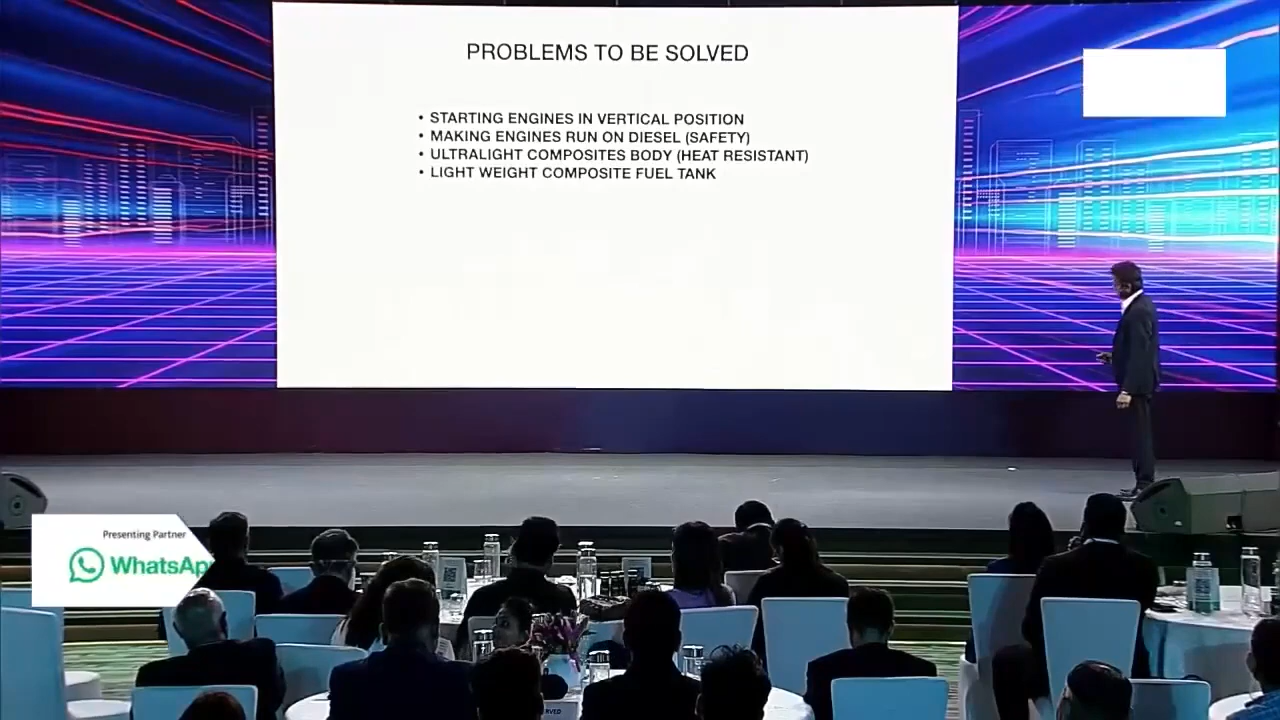 PROBLEMS TO BE SOLVED
• STARTING ENGINES IN VERTICAL POSITION
• MAKING ENGINES RUN ON DIESEL (SAFETY)
• ULTRALIGHT COMPOSITES BODY (HEAT RESISTANT)
• LIGHT WEIGHT COMPOSITE FUEL TANK
Presenting Partner
WhatsAp
RVED